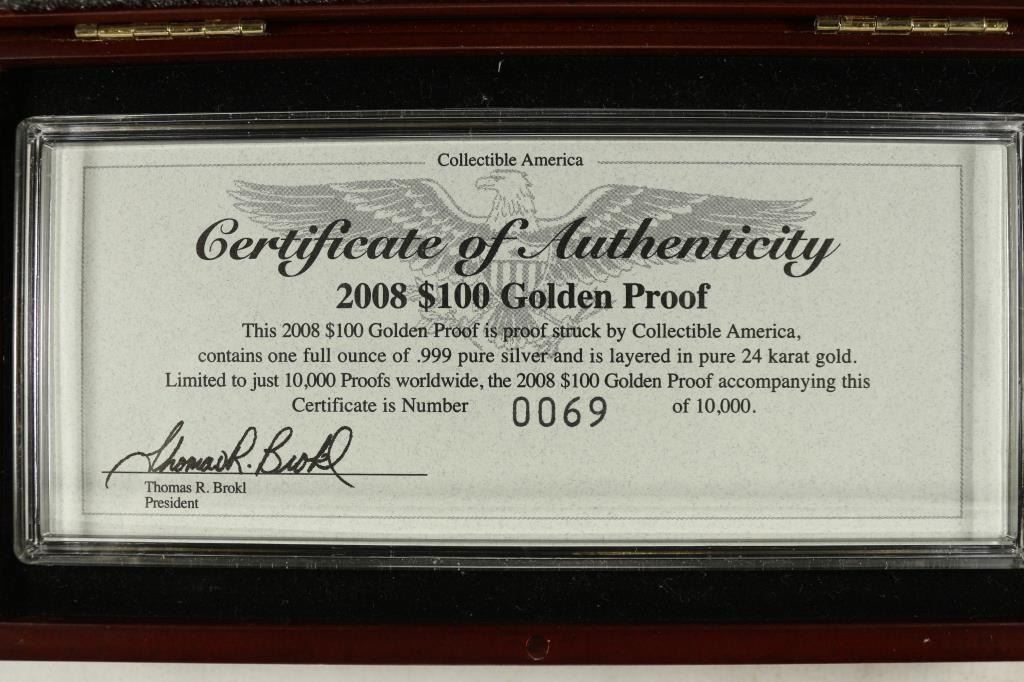 Collectible America
Certificate of Authenticity
2008 $100 Golden Proof
This 2008 $100 Golden Proof is proof struck by Collectible America,
contains one full ounce of .999 pure silver and is layered in pure 24 karat gold.
Limited to just 10,000 Proofs worldwide, the 2008 $100 Golden Proof accompanying this
Certificate is Number 0069 of 10,000.
Thomas R. Brokl
Thomas R. Brokl
President